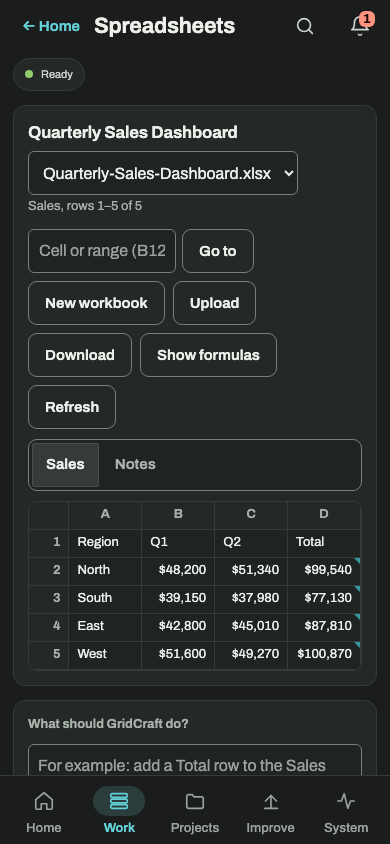 ← Home Spreadsheets 1
Ready
Quarterly Sales Dashboard
Quarterly-Sales-Dashboard.xlsx
Sales, rows 1–5 of 5
Cell or range (B12 Go to
New workbook Upload
Download Show formulas
Refresh
Sales Notes
A B C D
1 Region Q1 Q2 Total
2 North $48,200 $51,340 $99,540
3 South $39,150 $37,980 $77,130
4 East $42,800 $45,010 $87,810
5 West $51,600 $49,270 $100,870
What should GridCraft do?
For example: add a Total row to the Sales
Home Work Projects Improve System